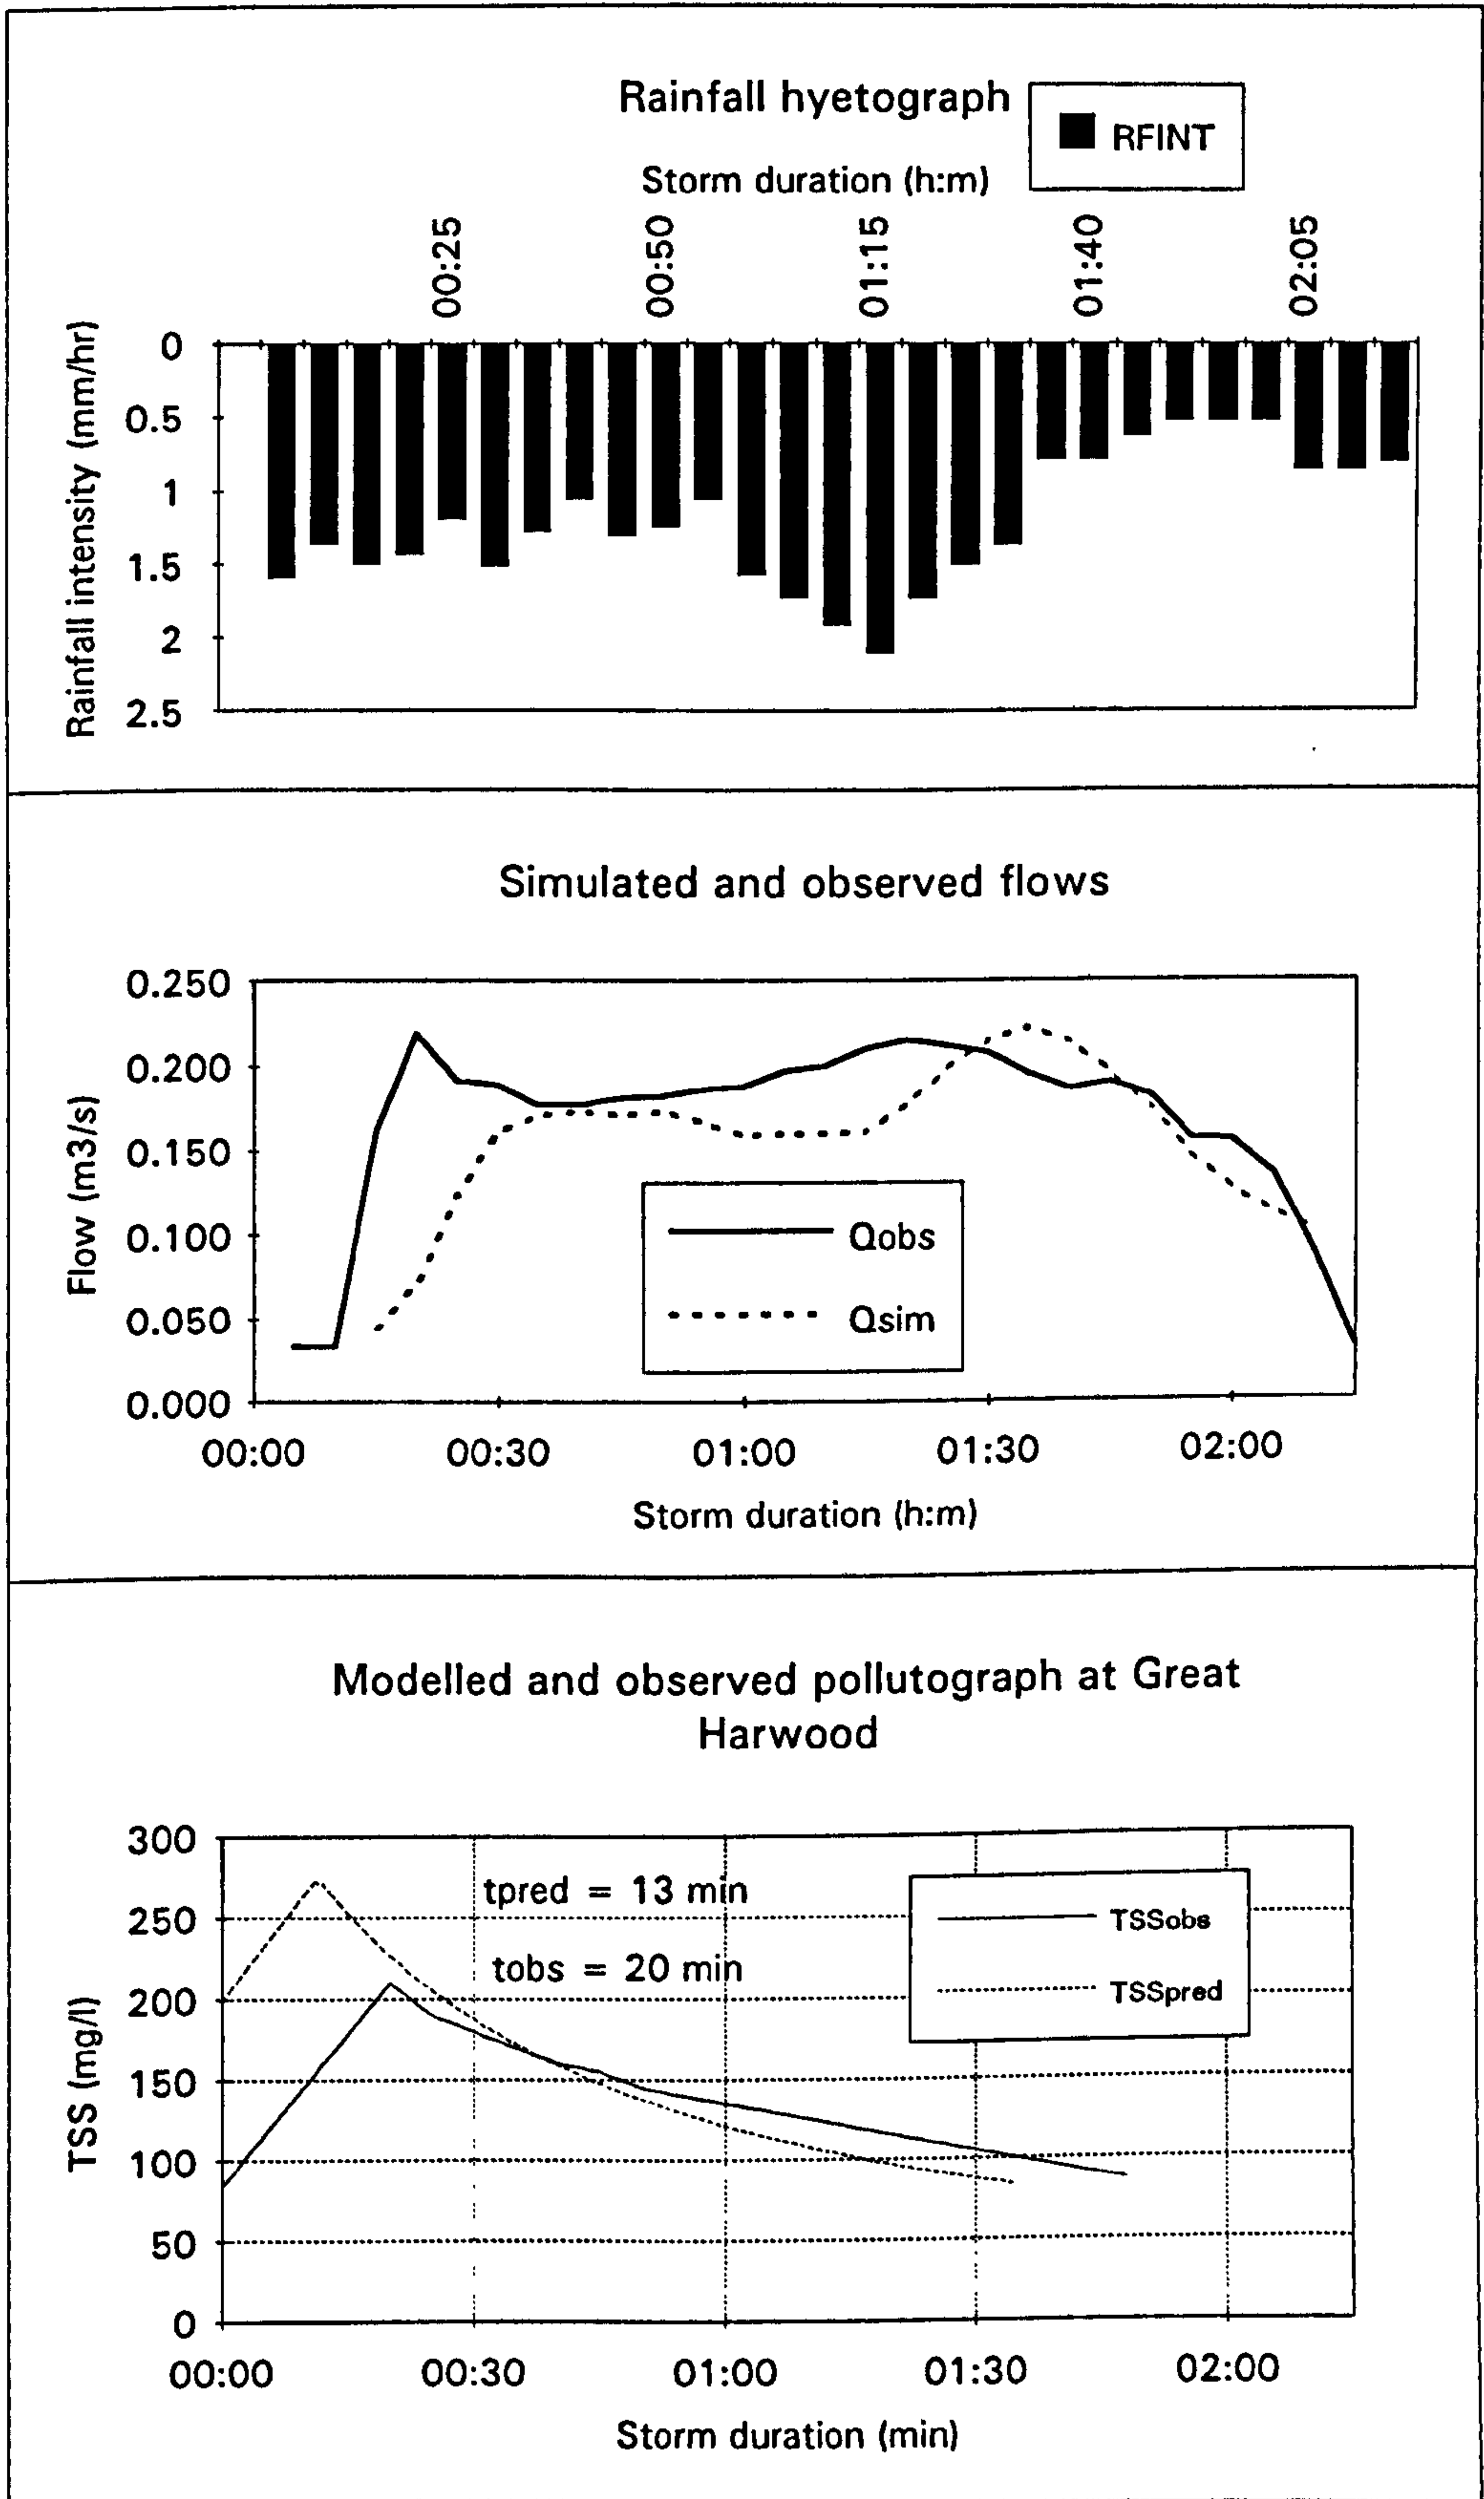 Rainfall hyetograph
RFINT
Storm duration (h:m)
00:25
00:50
01:15
01:40
02:05
Rainfall intensity (mm/hr)
0
0.5
1
1.5
2
2.5
Simulated and observed flows
Flow (m3/s)
0.250
0.200
0.150
0.100
0.050
0.000
Qobs
Qsim
00:00
00:30
01:00
01:30
02:00
Storm duration (h:m)
Modelled and observed pollutograph at Great
Harwood
TSS (mg/l)
300
250
200
150
100
50
0
tpred = 13 min
tobs = 20 min
TSSobs
TSSpred
00:00
00:30
01:00
01:30
02:00
Storm duration (min)